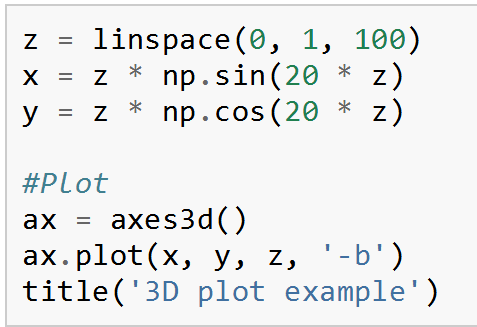 z = linspace(0, 1, 100)
x = z * np.sin(20 * z)
y = z * np.cos(20 * z)
#Plot
ax = axes3d()
ax.plot(x, y, z, '-b')
title('3D plot example')